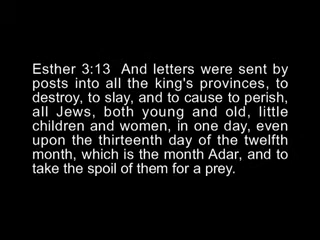 Esther 3:13  And letters were sent by
posts into all the king's provinces, to
destroy, to slay, and to cause to perish,
all Jews, both young and old, little
children and women, in one day, even
upon the thirteenth day of the twelfth
month, which is the month Adar, and to
take the spoil of them for a prey.